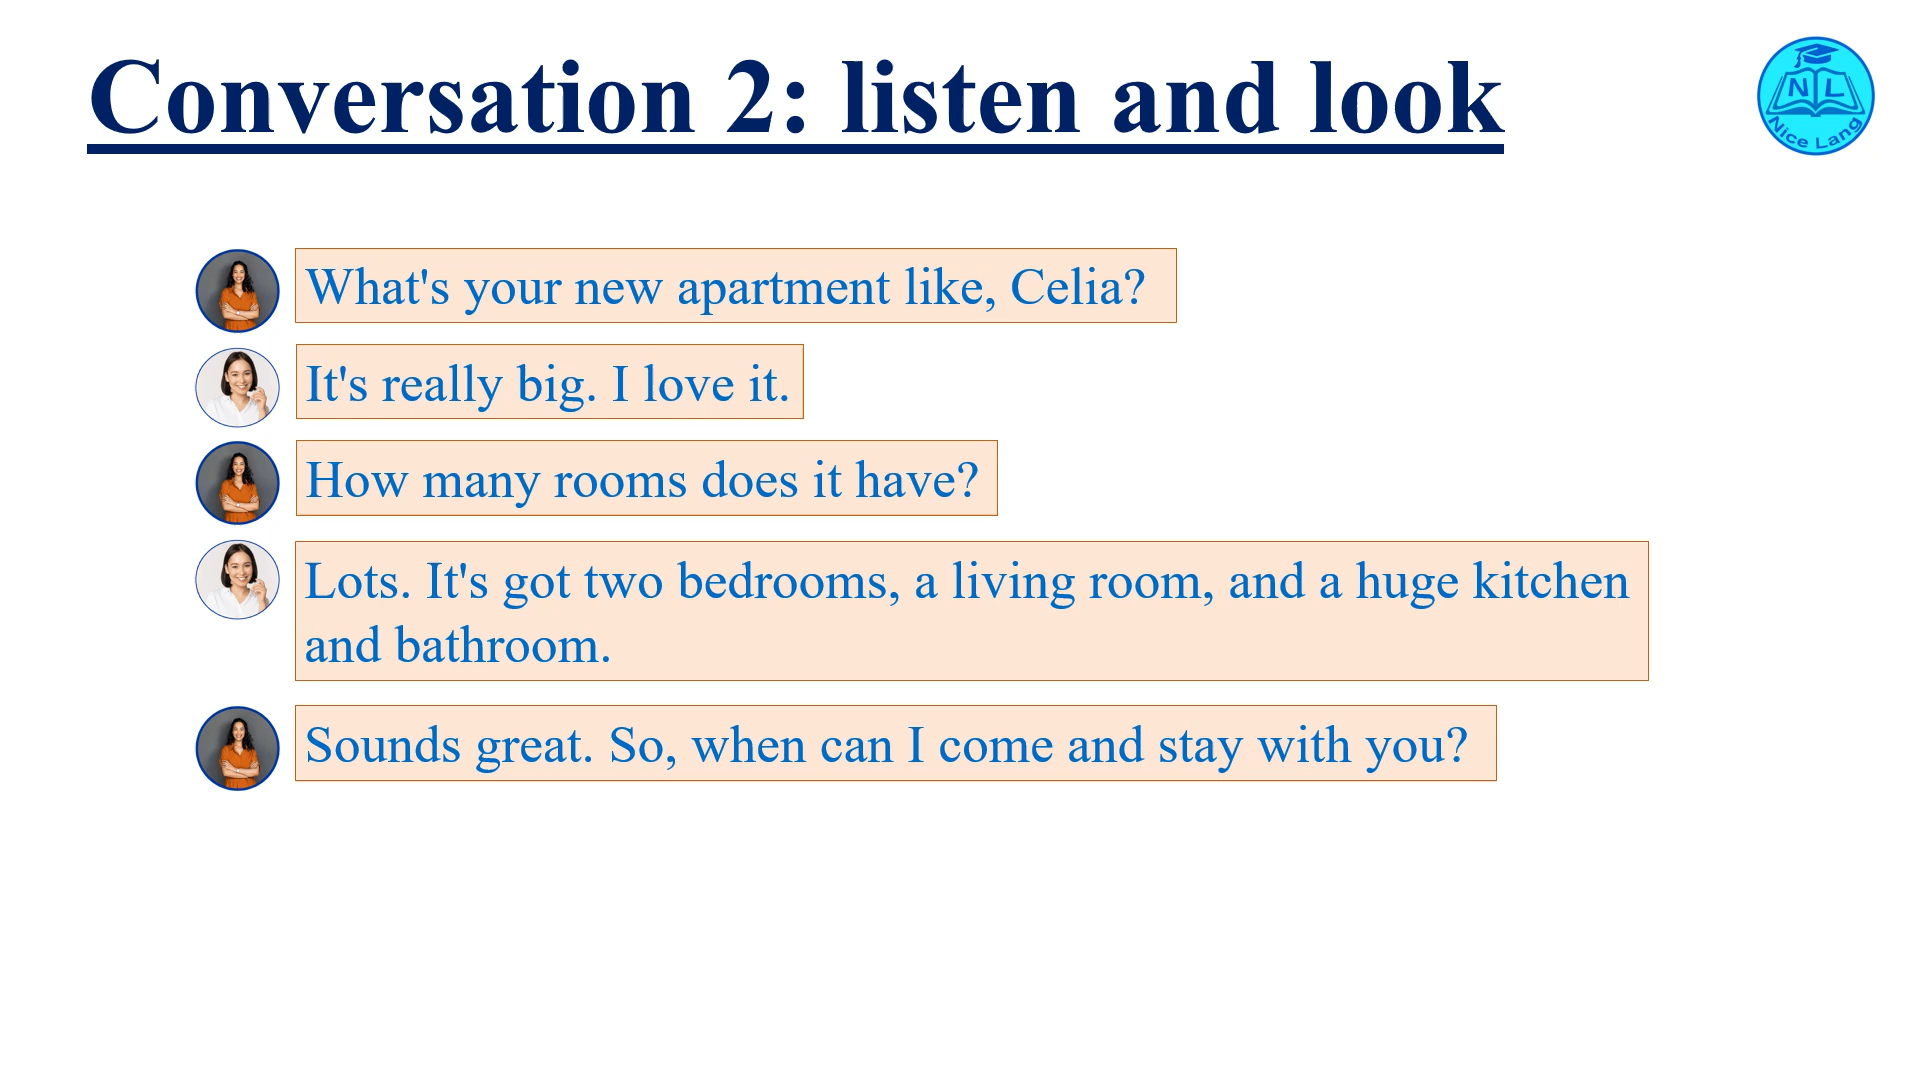 Conversation 2: listen and look
N L
Nice Lang
What's your new apartment like, Celia?
It's really big. I love it.
How many rooms does it have?
Lots. It's got two bedrooms, a living room, and a huge kitchen
and bathroom.
Sounds great. So, when can I come and stay with you?